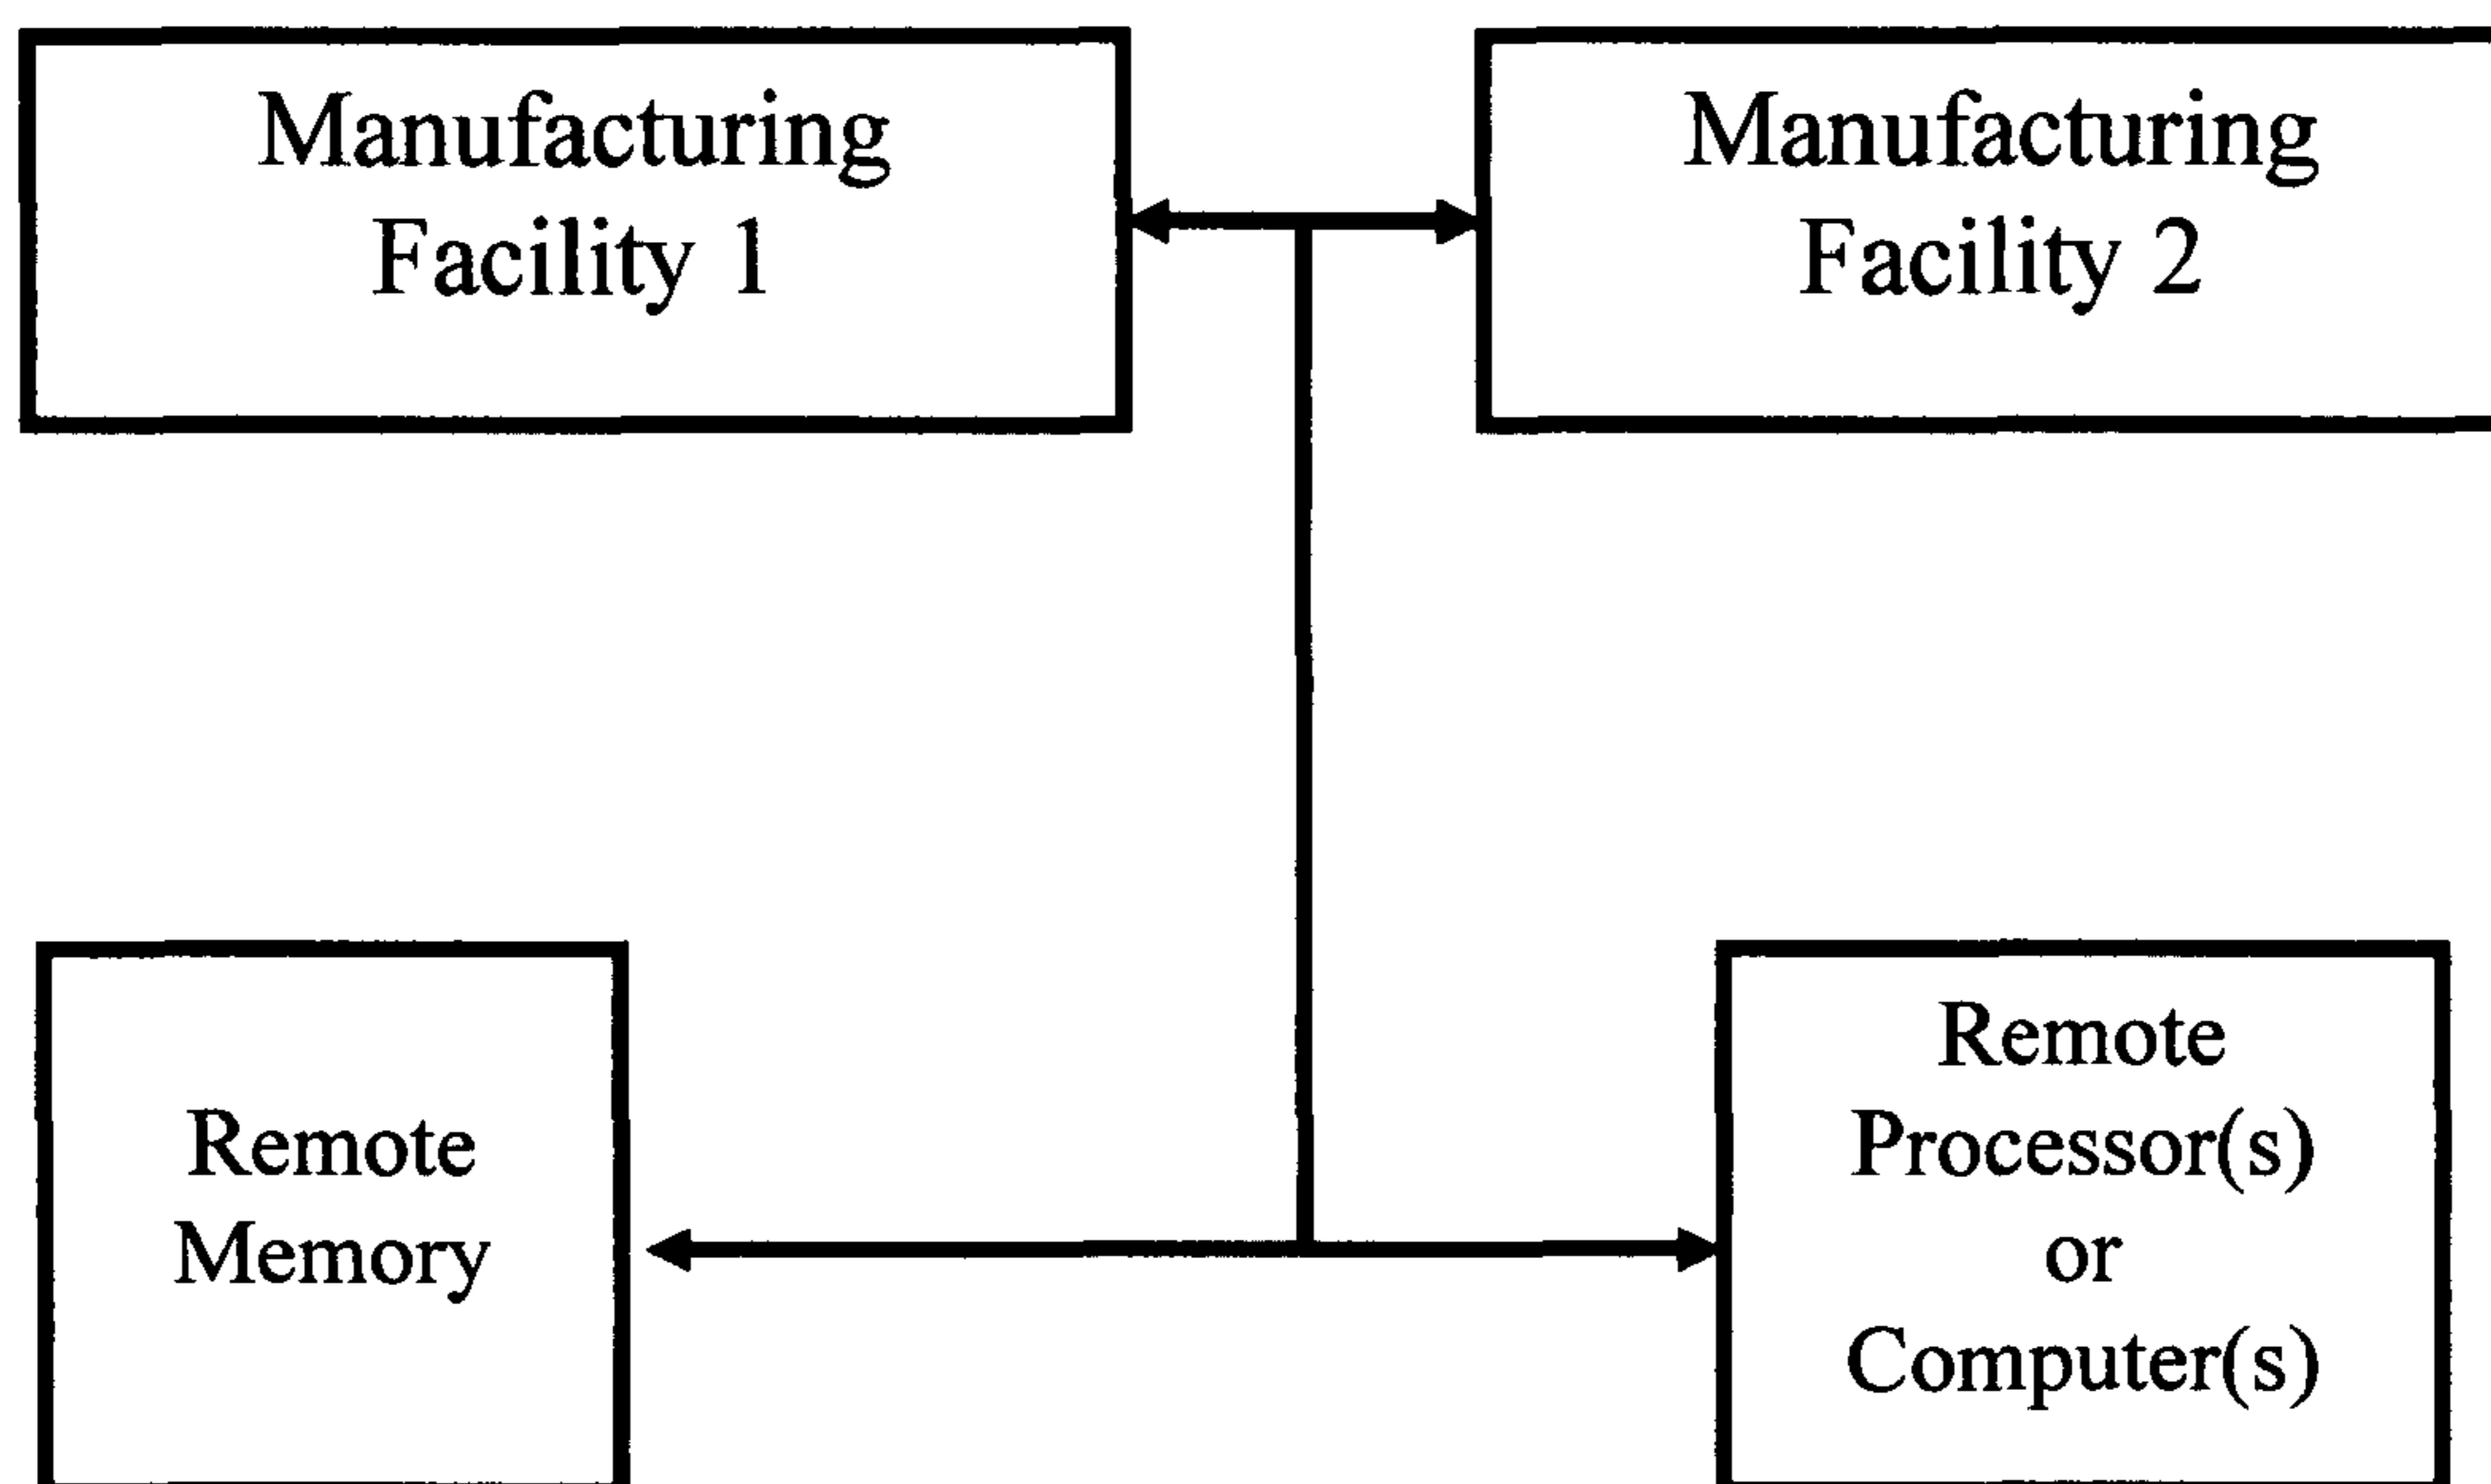 Manufacturing
Facility 1
Manufacturing
Facility 2
Remote
Memory
Remote
Processor(s)
or
Computer(s)